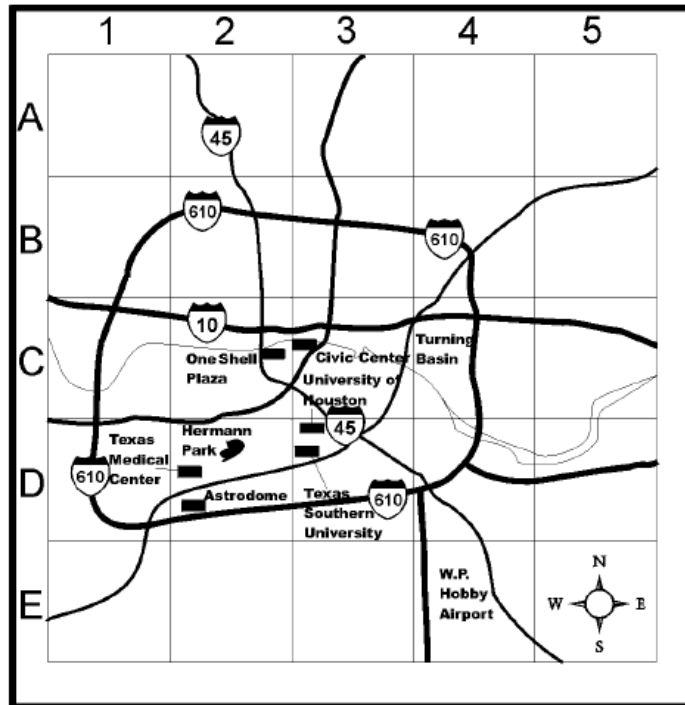 1 2 3 4 5
A
45
B
610
610
10
C
One Shell
Plaza
Civic Center
University of
Houston
Turning
Basin
45
Texas
Medical
Center
Hermann
Park
D
610
Astrodome
Texas
Southern
University
610
E
W.P.
Hobby
Airport
N
W E
S